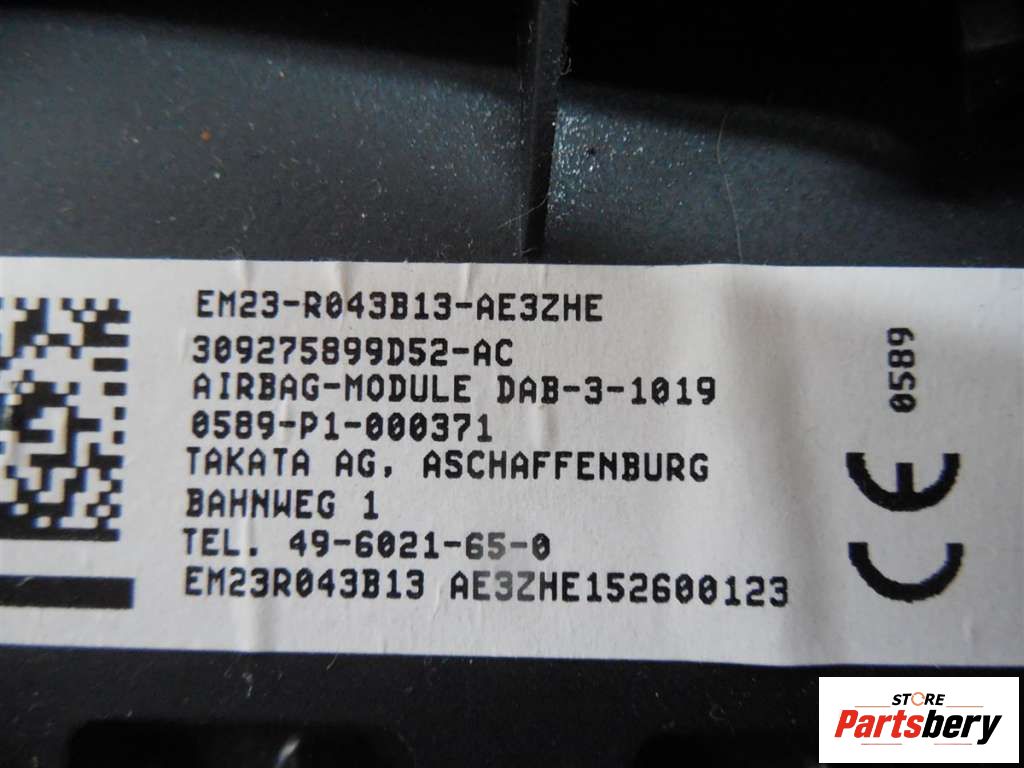 EM23-R043B13-AE3ZHE
309275899D52-AC
AIRBAG-MODULE DAB-3-1019
0589-P1-000371
TAKATA AG, ASCHAFFENBURG
BAHNWEG 1
TEL. 49-6021-65-0
EM23R043B13 AE3ZHE152600123
0589
CE
STORE
Partsbery